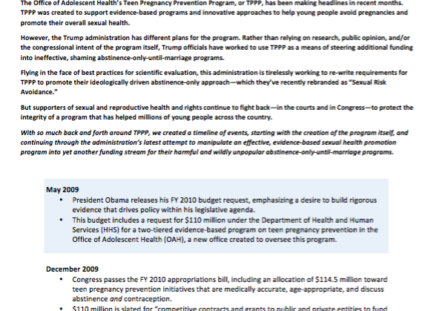 The Office of Adolescent Health's Teen Pregnancy Prevention Program, or TPPP, has been making headlines in recent months.
TPPP was created to support evidence-based programs and innovative approaches to help young people avoid pregnancies and
promote their overall sexual health.
However, the Trump administration has different plans for the program. Rather than relying on research, public opinion, and/or
the congressional intent of the program itself, Trump officials have worked to use TPPP as a means of steering additional funding
into ineffective, shaming abstinence-only-until-marriage programs.
Flying in the face of best practices for scientific evaluation, this administration is tirelessly working to re-write requirements for
TPPP to promote their ideologically driven abstinence-only approach—which they've recently rebranded as "Sexual Risk
Avoidance."
But supporters of sexual and reproductive health and rights continue to fight back—in the courts and in Congress—to protect the
integrity of a program that has helped millions of young people across the country.
With so much back and forth around TPPP, we created a timeline of events, starting with the creation of the program itself, and
continuing through the administration's latest attempt to manipulate an effective, evidence-based sexual health promotion
program into yet another funding stream for their harmful and wildly unpopular abstinence-only-until-marriage programs.
May 2009
• President Obama releases his FY 2010 budget request, emphasizing a desire to build rigorous
evidence that drives policy within his legislative agenda.
• This budget includes a request for $110 million under the Department of Health and Human
Services (HHS) for a two-tiered evidence-based program on teen pregnancy prevention in the
Office of Adolescent Health (OAH), a new office created to oversee this program.
December 2009
• Congress passes the FY 2010 appropriations bill, including an allocation of $114.5 million toward
teen pregnancy prevention initiatives that are medically accurate, age-appropriate, and discuss
abstinence and contraception.
• $110 million is slated for "competitive contracts and grants to public and private entities to fund